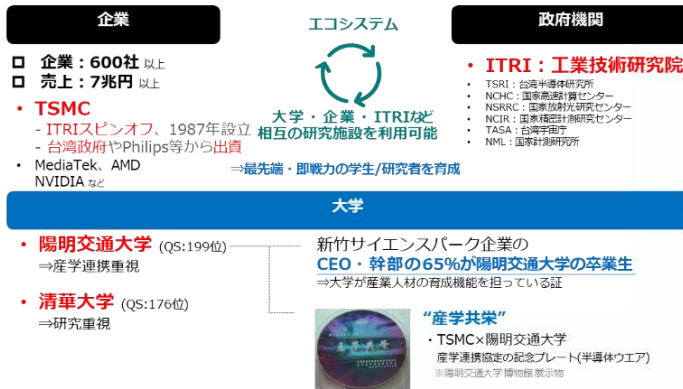 企業
エコシステム
政府機関
企業：600社 以上
売上：7兆円 以上
・TSMC
- ITRIスピンオフ、1987年設立
- 台湾政府やPhilips等から出資
・MediaTek、AMD
NVIDIA など
大学・企業・ITRIなど
相互の研究施設を利用可能
⇒最先端・即戦力の学生/研究者を育成
・ITRI：工業技術研究院
・TSRI：台湾半導体研究所
・NCHC：国家高速計算センター
・NSRRC：国家放射光研究センター
・NCIR：国家精密計測研究センター
・TASA：台湾宇宙庁
・NML：国家計測研究所
大学
・陽明交通大学 (QS:199位)
⇒産学連携重視
・清華大学 (QS:176位)
⇒研究重視
新竹サイエンスパーク企業の
CEO・幹部の65%が陽明交通大学の卒業生
⇒大学が産業人材の育成機能を担っている証
産学共榮
“産学共栄”
・TSMC×陽明交通大学
産学連携協定の記念プレート(半導体ウエア)
※陽明交通大学博物館展示物